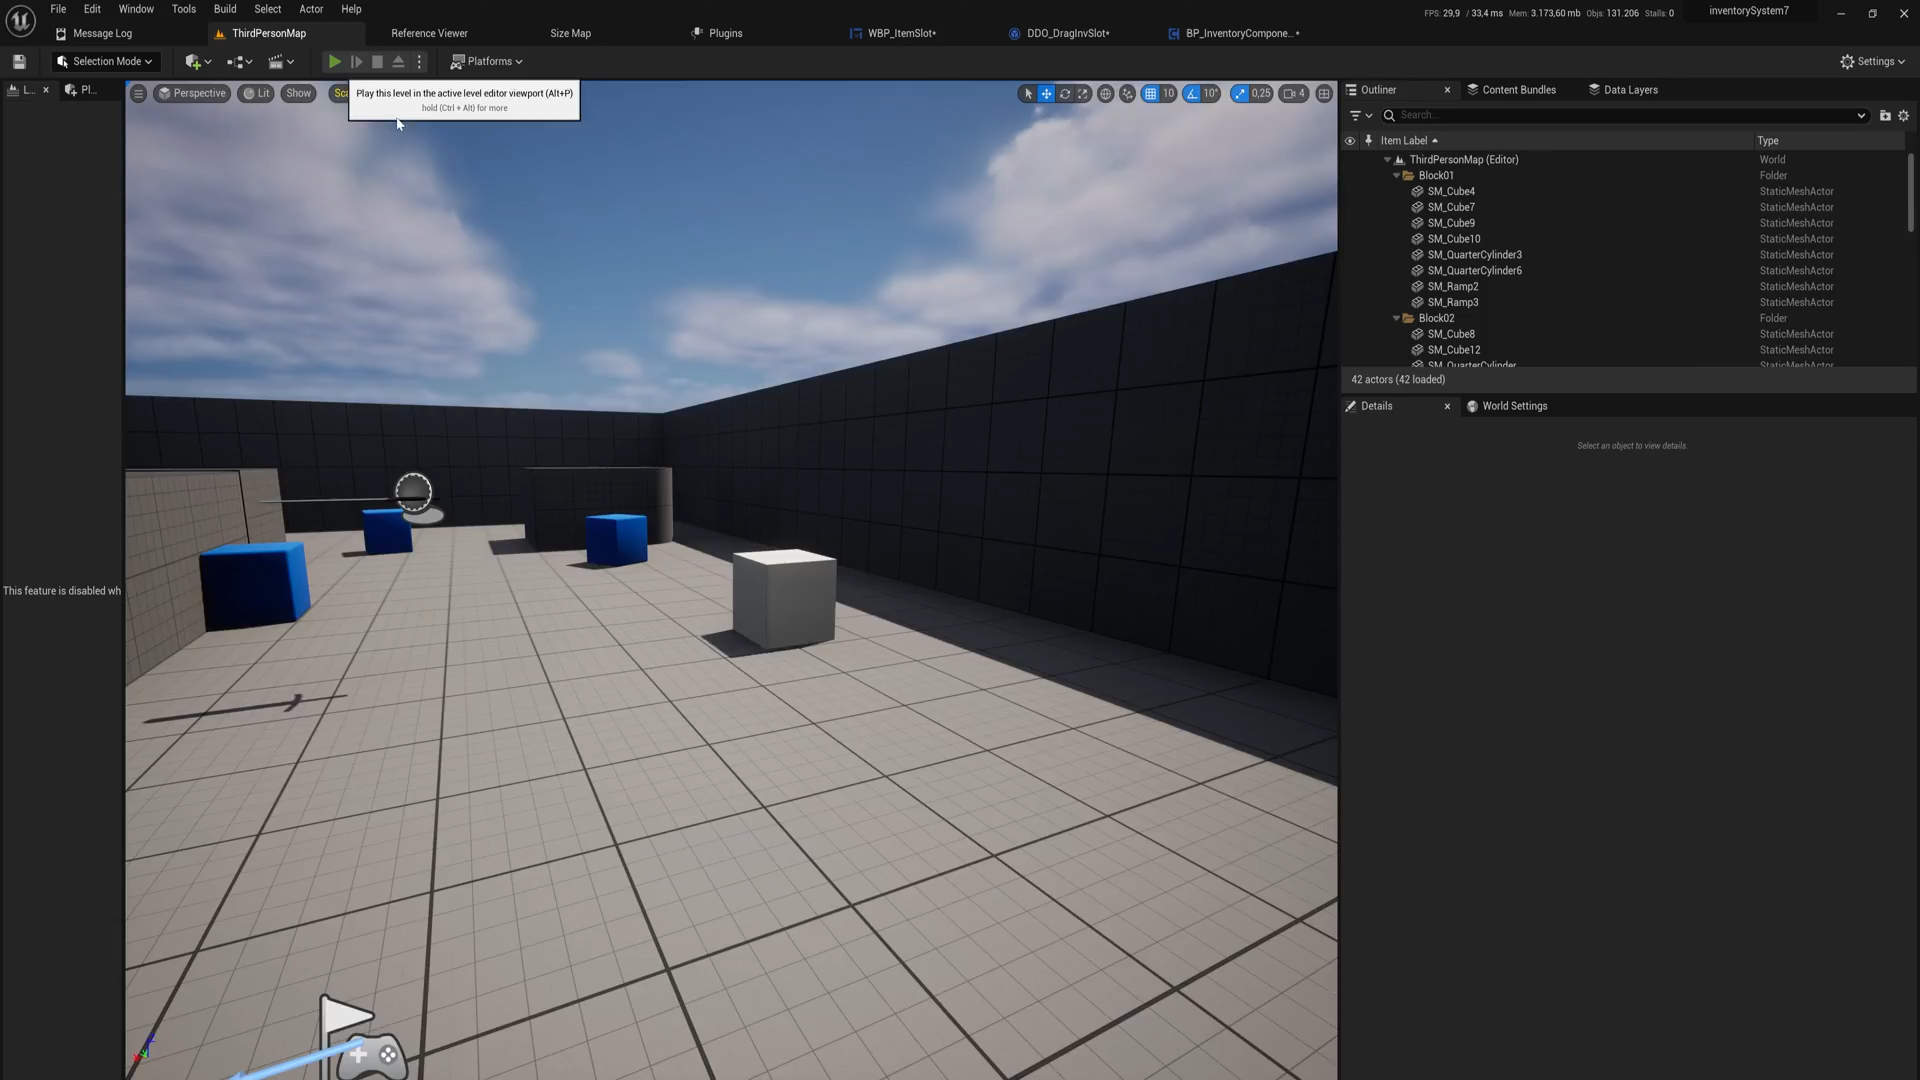 File Edit Window Tools Build Select Actor Help
FPS: 29,9 / 33,4 ms Mem: 3.173,60 mb Objs: 131.206 Stalls: 0
inventorySystem7
Message Log
ThirdPersonMap
Reference Viewer
Size Map
Plugins
WBP_ItemSlot*
DDO_DragInvSlot*
BP_InventoryCompone...*
Selection Mode
Platforms
Settings
L...
Pl...
Perspective
Lit
Show
Sca
Play this level in the active level editor viewport (Alt+P)
hold (Ctrl + Alt) for more
10
10°
0,25
4
Outliner
Content Bundles
Data Layers
Search...
Item Label
Type
ThirdPersonMap (Editor) World
Block01 Folder
SM_Cube4 StaticMeshActor
SM_Cube7 StaticMeshActor
SM_Cube9 StaticMeshActor
SM_Cube10 StaticMeshActor
SM_QuarterCylinder3 StaticMeshActor
SM_QuarterCylinder6 StaticMeshActor
SM_Ramp2 StaticMeshActor
SM_Ramp3 StaticMeshActor
Block02 Folder
SM_Cube8 StaticMeshActor
SM_Cube12 StaticMeshActor
SM_QuarterCylinder StaticMeshActor
42 actors (42 loaded)
Details
World Settings
Select an object to view details.
This feature is disabled wh